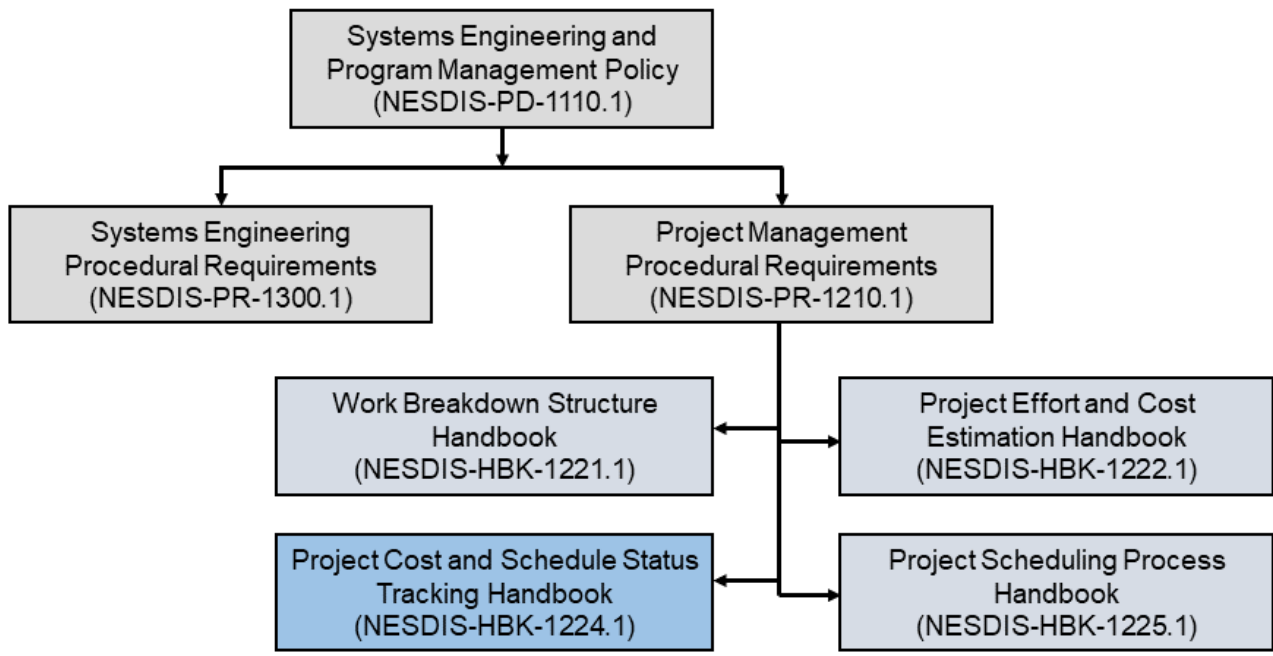 Systems Engineering and
Program Management Policy
(NESDIS-PD-1110.1)
Systems Engineering
Procedural Requirements
(NESDIS-PR-1300.1)
Project Management
Procedural Requirements
(NESDIS-PR-1210.1)
Work Breakdown Structure
Handbook
(NESDIS-HBK-1221.1)
Project Effort and Cost
Estimation Handbook
(NESDIS-HBK-1222.1)
Project Cost and Schedule Status
Tracking Handbook
(NESDIS-HBK-1224.1)
Project Scheduling Process
Handbook
(NESDIS-HBK-1225.1)